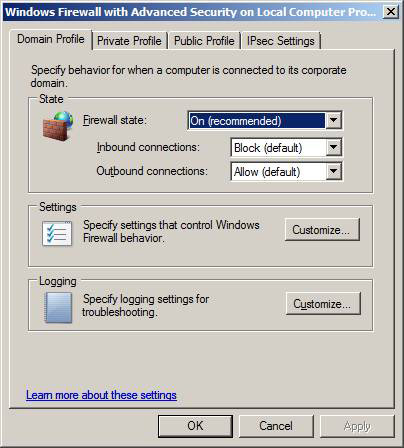 Windows Firewall with Advanced Security on Local Computer Pro...
Domain Profile Private Profile Public Profile IPsec Settings
Specify behavior for when a computer is connected to its corporate
domain.
State
Firewall state: On (recommended)
Inbound connections: Block (default)
Outbound connections: Allow (default)
Settings
Specify settings that control Windows
Firewall behavior.
Customize...
Logging
Specify logging settings for
troubleshooting.
Customize...
Learn more about these settings
OK Cancel Apply